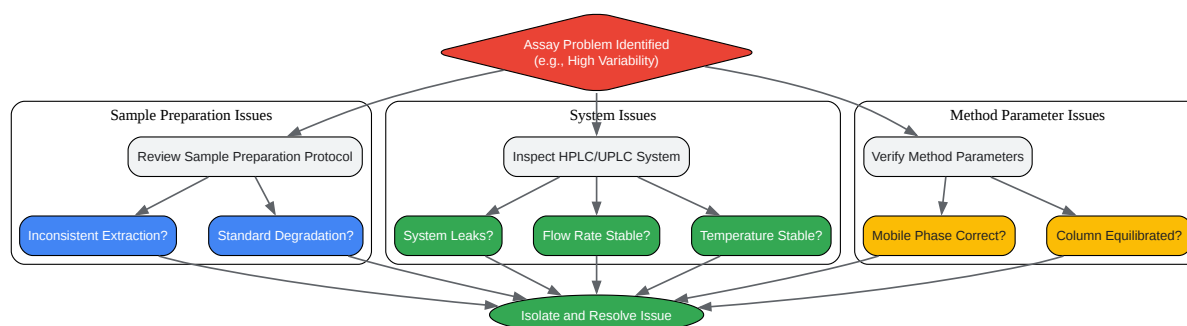 Assay Problem Identified
(e.g., High Variability)
Sample Preparation Issues
System Issues
Method Parameter Issues
Review Sample Preparation Protocol
Inspect HPLC/UPLC System
Verify Method Parameters
Inconsistent Extraction?
Standard Degradation?
System Leaks?
Flow Rate Stable?
Temperature Stable?
Mobile Phase Correct?
Column Equilibrated?
Isolate and Resolve Issue